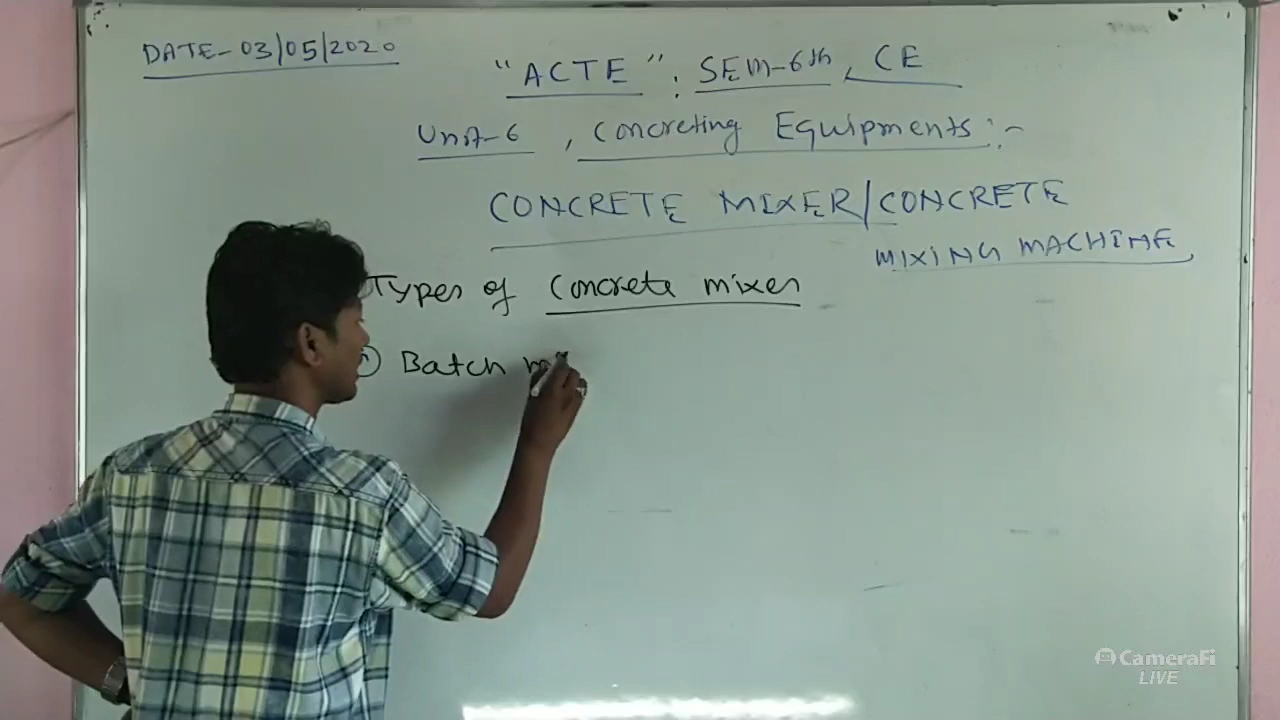 DATE-03/05/2020
"ACTE", SEM-6th, CE
Unit-6, Concreting Equipments:-
CONCRETE MIXER/CONCRETE
MIXING MACHINE
Types of Concrete mixer
Batch
CameraFi
LIVE